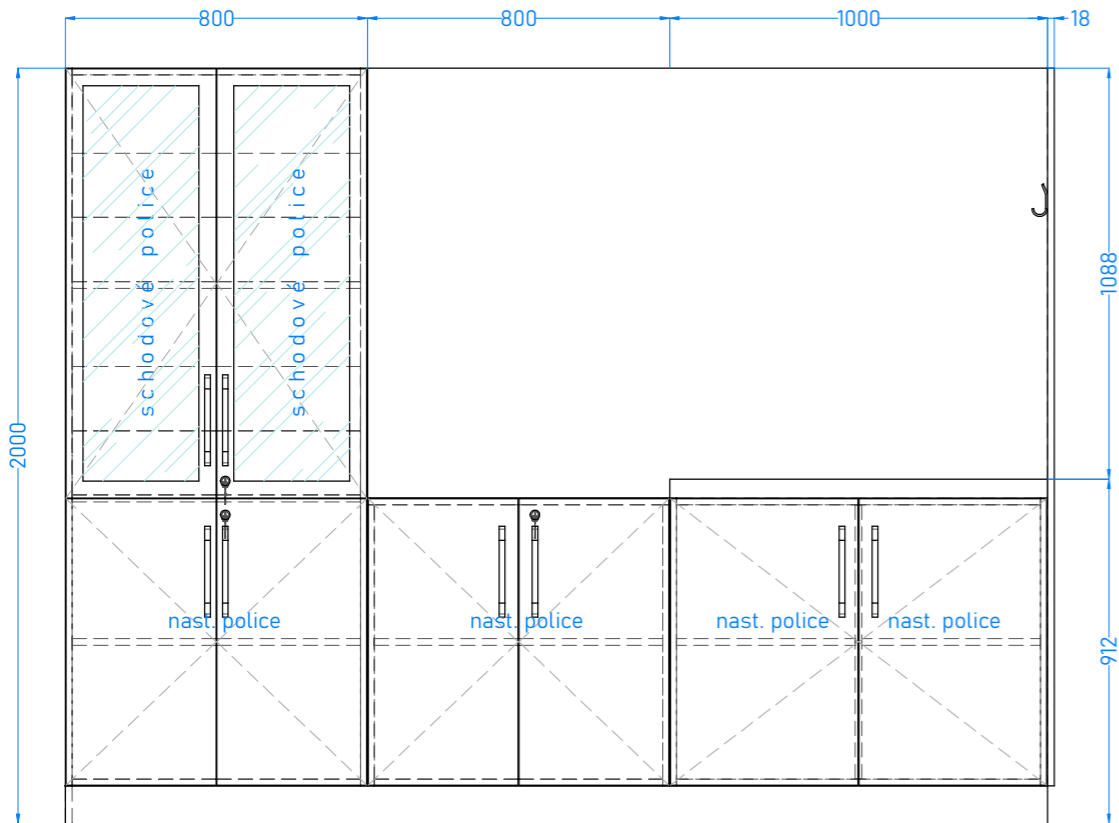 800
800
1000
18
schodové police
schodové police
1088
2000
nast. police
nast. police
nast. police
nast. police
912